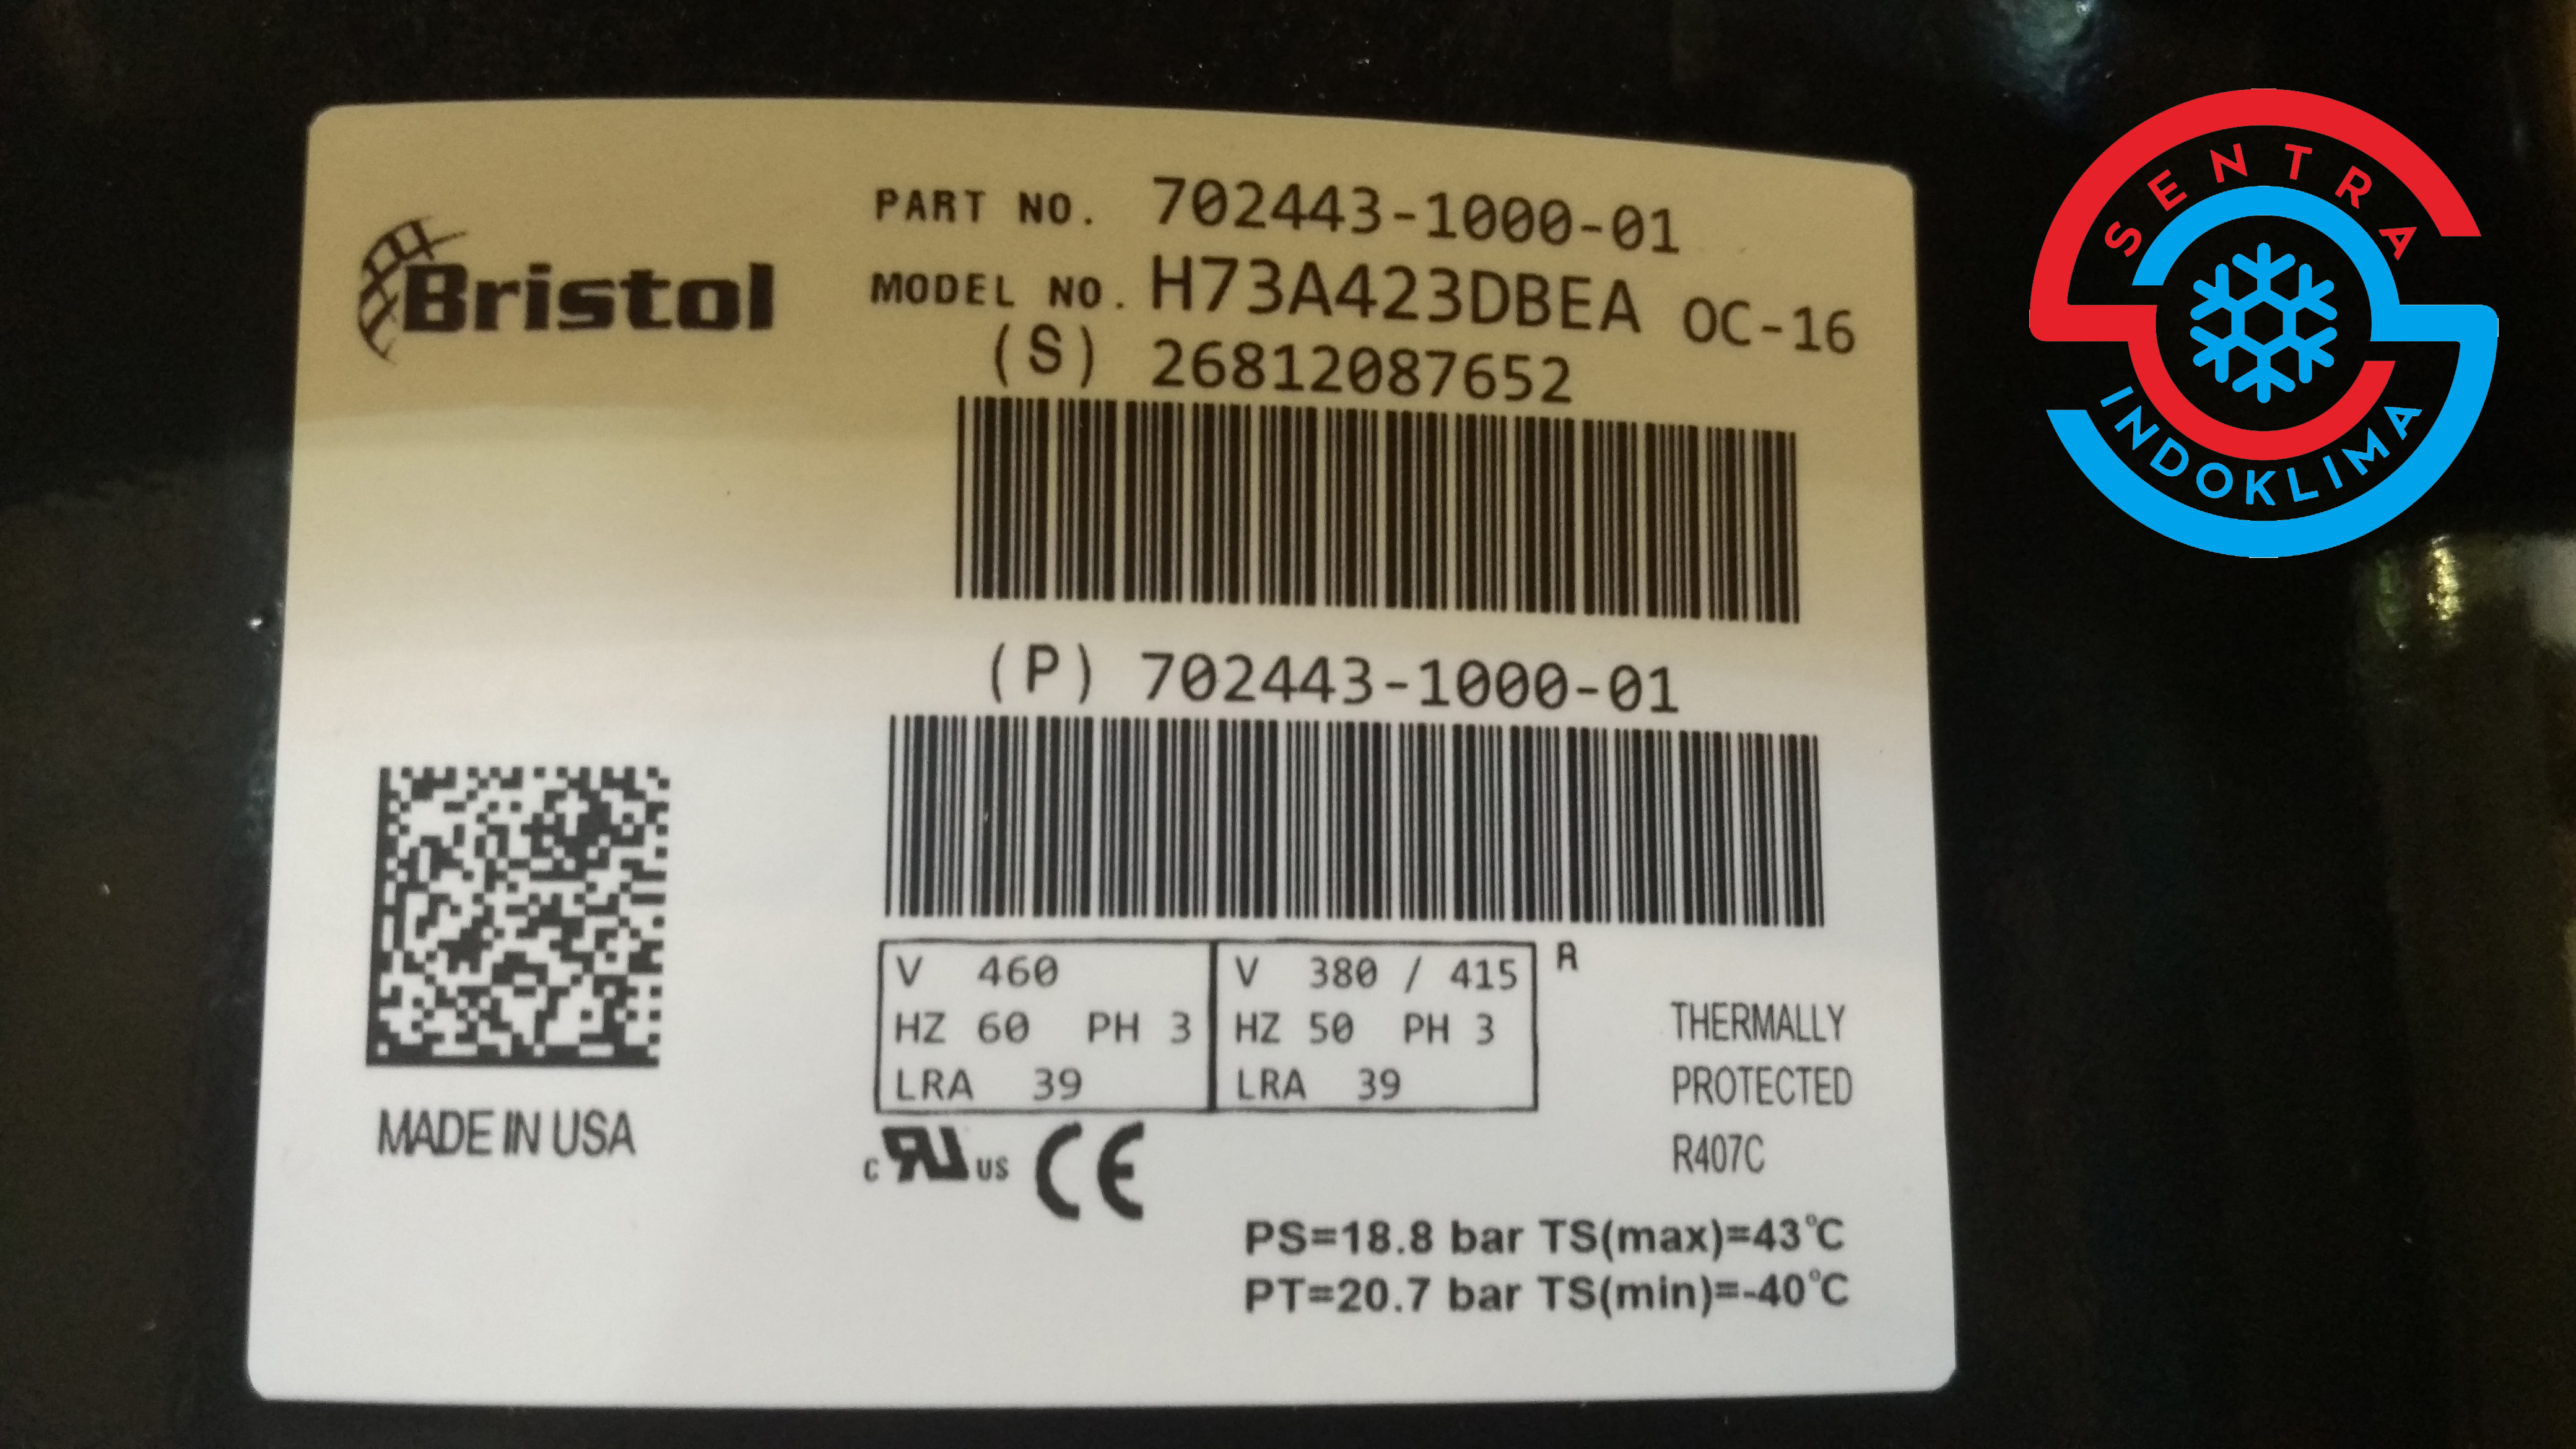 Bristol
PART NO. 702443-1000-01
MODEL NO. H73A423DBEA OC-16
(S) 26812087652
(P) 702443-1000-01
V 460
HZ 60 PH 3
LRA 39
V 380 / 415
HZ 50 PH 3
LRA 39
R
THERMALLY
PROTECTED
R407C
MADE IN USA
C RU US CE
PS=18.8 bar TS(max)=43°C
PT=20.7 bar TS(min)=-40°C
SENTRA
INDOKLIMA